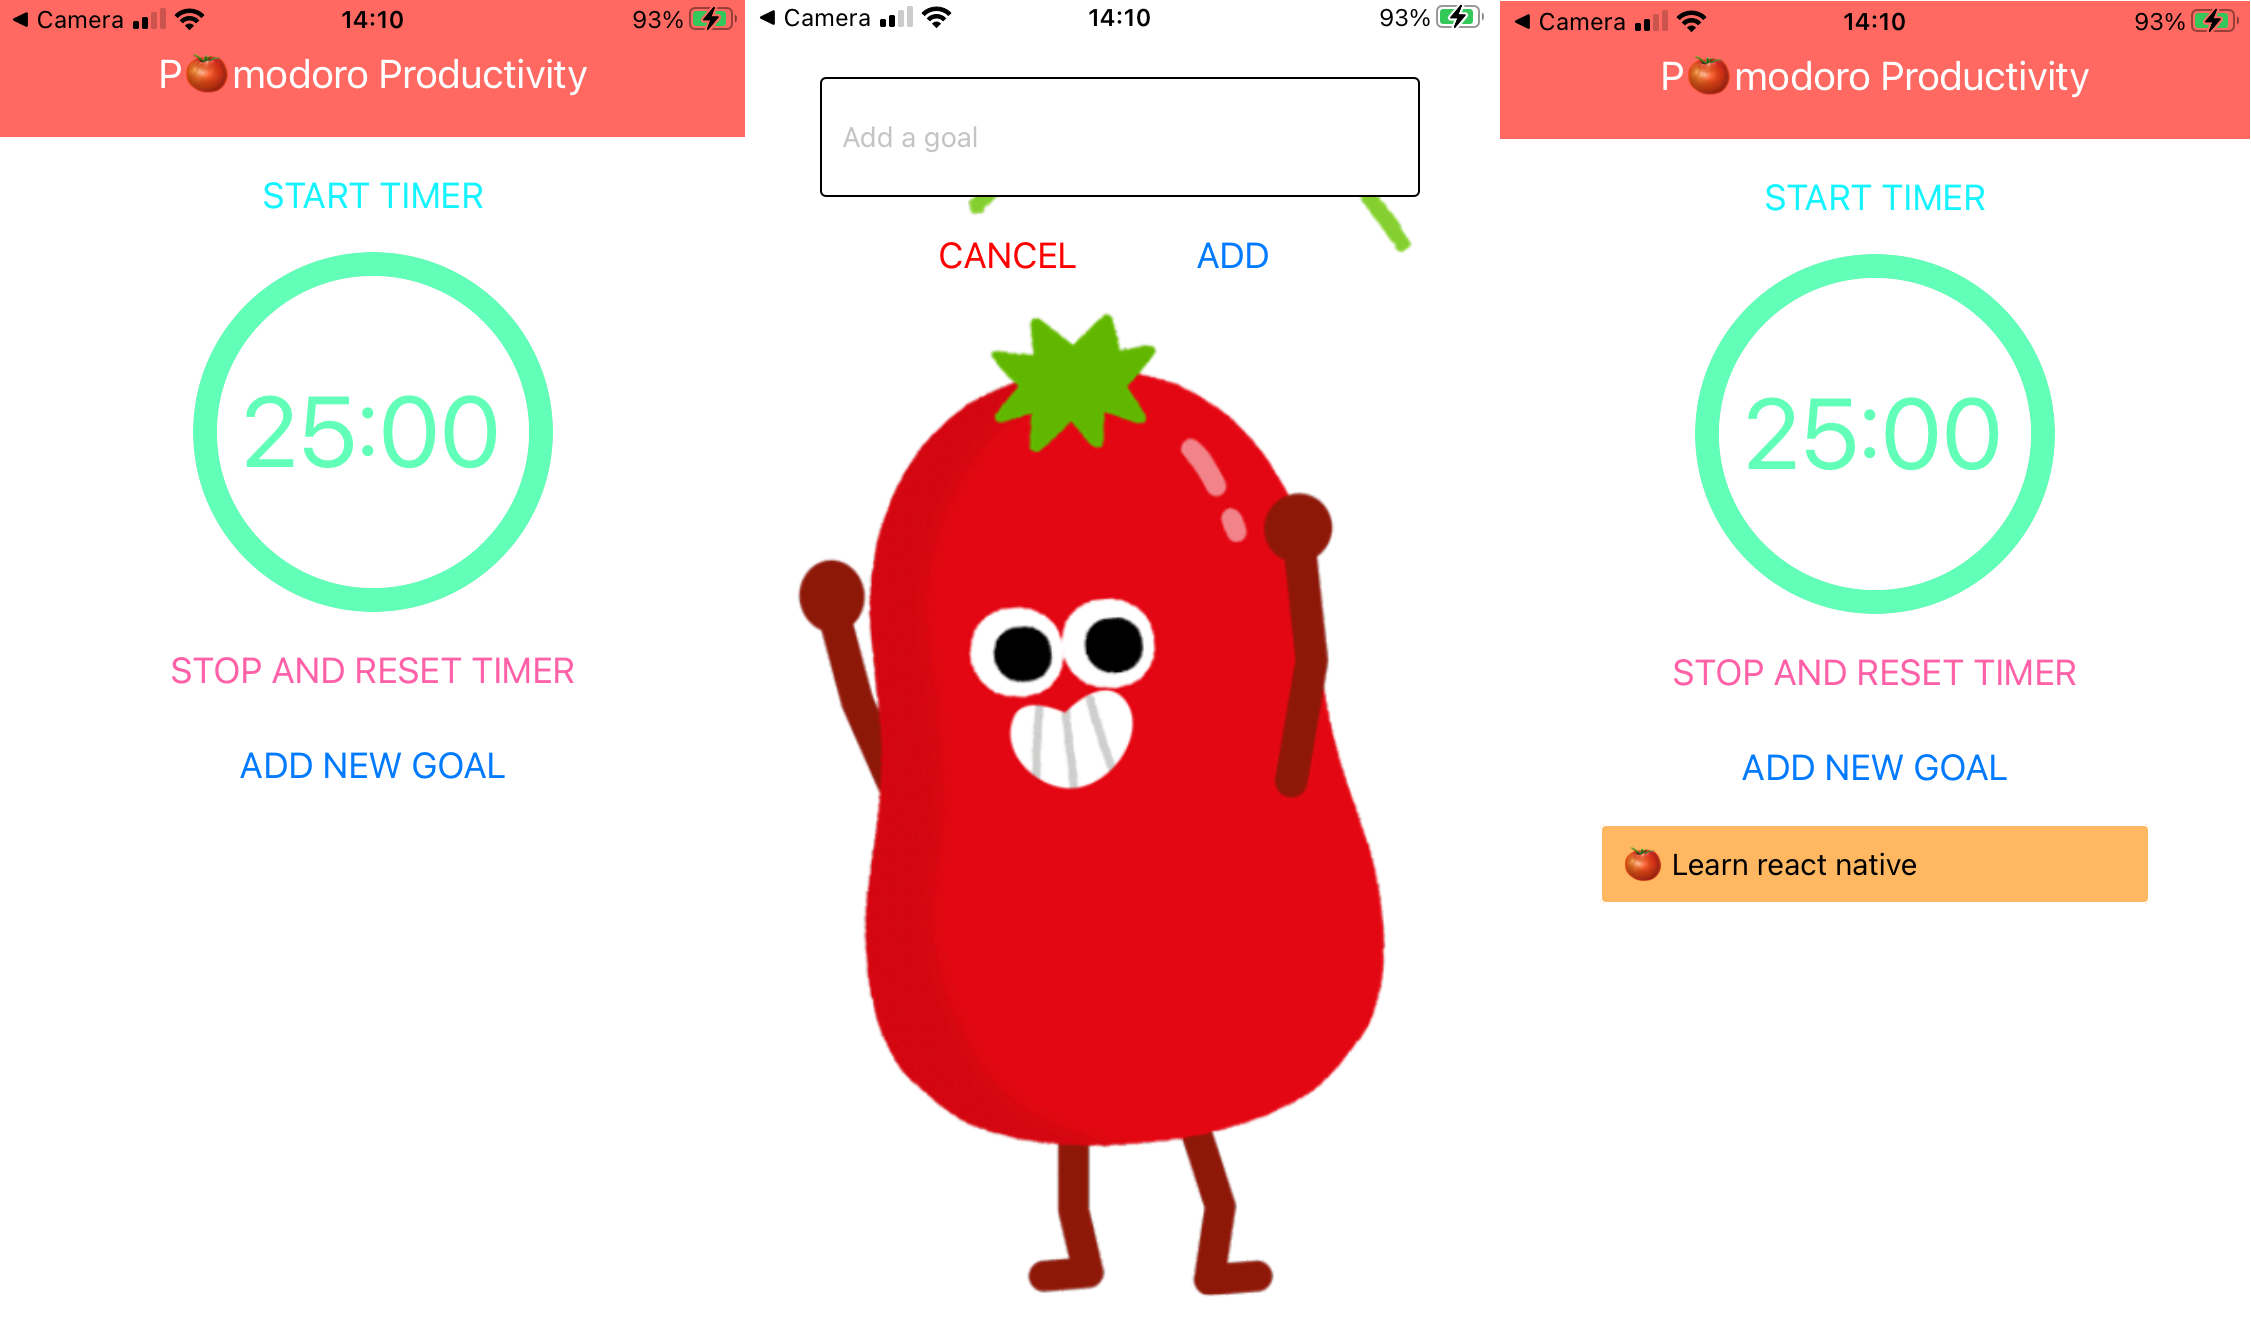 Camera 14:10 93%
P🍅modoro Productivity
START TIMER
25:00
STOP AND RESET TIMER
ADD NEW GOAL
Camera 14:10 93%
Add a goal
CANCEL ADD
Camera 14:10 93%
P🍅modoro Productivity
START TIMER
25:00
STOP AND RESET TIMER
ADD NEW GOAL
🍅 Learn react native